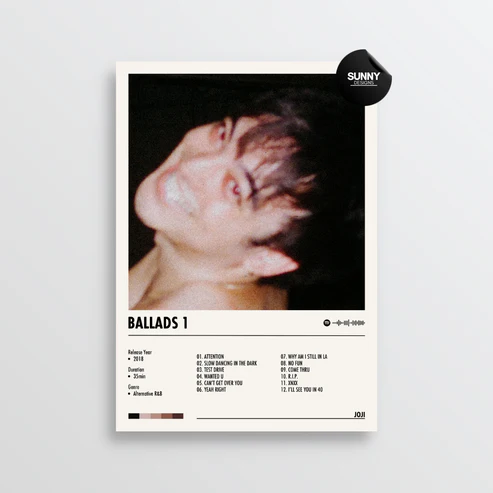 SUNNY
DESIGNS
BALLADS 1
Release Year
• 2018
Duration
• 35min
Genre
• Alternative R&B
01. ATTENTION
02. SLOW DANCING IN THE DARK
03. TEST DRIVE
04. WANTED U
05. CAN'T GET OVER YOU
06. YEAH RIGHT
07. WHY AM I STILL IN LA
08. NO FUN
09. COME THRU
10. R.I.P.
11. XNXX
12. I'LL SEE YOU IN 40
JOJI